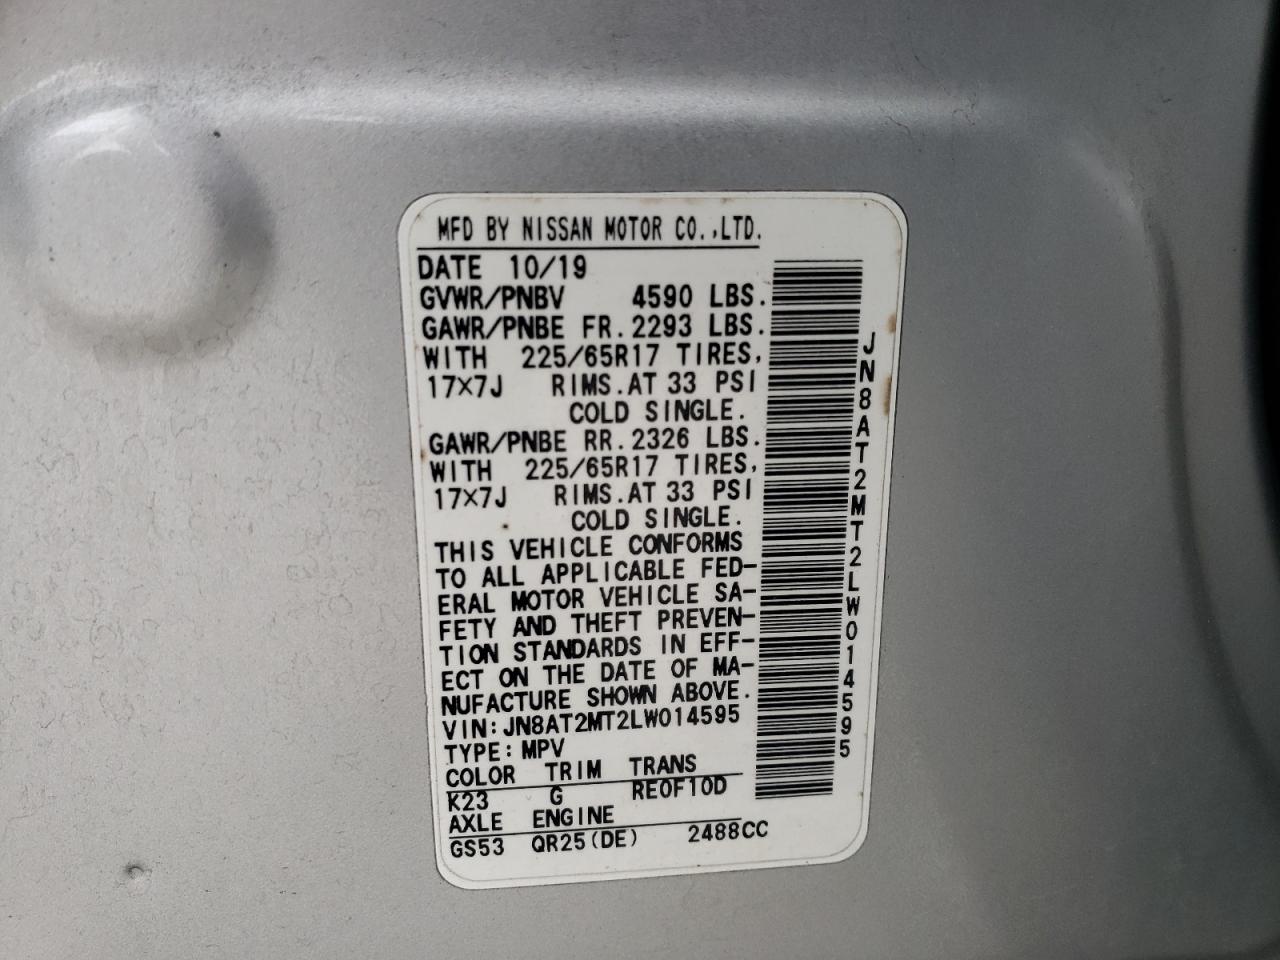 MFD BY NISSAN MOTOR CO.,LTD.
DATE 10/19
GVWR/PNBV 4590 LBS.
GAWR/PNBE FR. 2293 LBS.
WITH 225/65R17 TIRES,
17×7J RIMS.AT 33 PSI
COLD SINGLE.
GAWR/PNBE RR. 2326 LBS.
WITH 225/65R17 TIRES,
17×7J RIMS.AT 33 PSI
COLD SINGLE.
THIS VEHICLE CONFORMS
TO ALL APPLICABLE FED-
ERAL MOTOR VEHICLE SA-
FETY AND THEFT PREVEN-
TION STANDARDS IN EFF-
ECT ON THE DATE OF MA-
NUFACTURE SHOWN ABOVE.
VIN: JN8AT2MT2LW014595
TYPE: MPV
COLOR TRIM TRANS
K23 G RE0F10D
AXLE ENGINE
GS53 QR25(DE) 2488CC
JN8AT2MT2LW014595